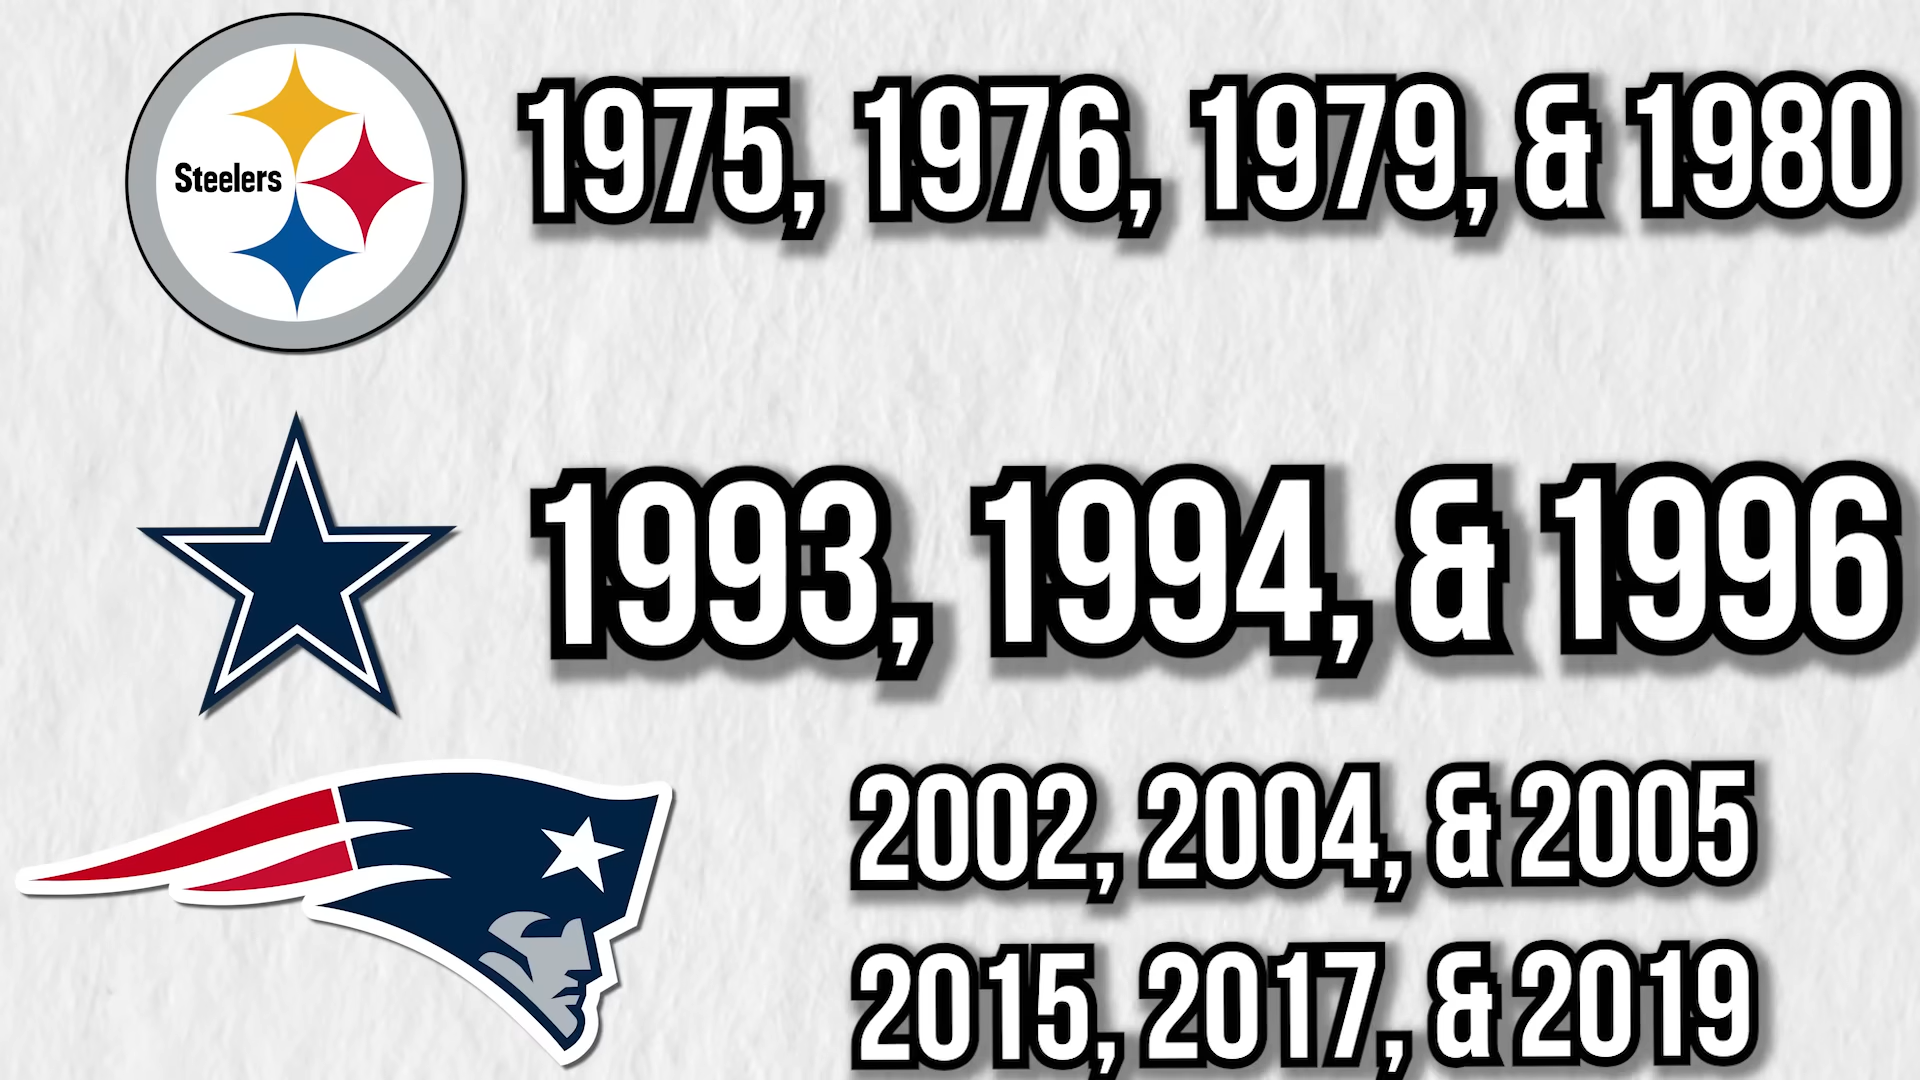 Steelers
1975, 1976, 1979, & 1980
1993, 1994, & 1996
2002, 2004, & 2005
2015, 2017, & 2019